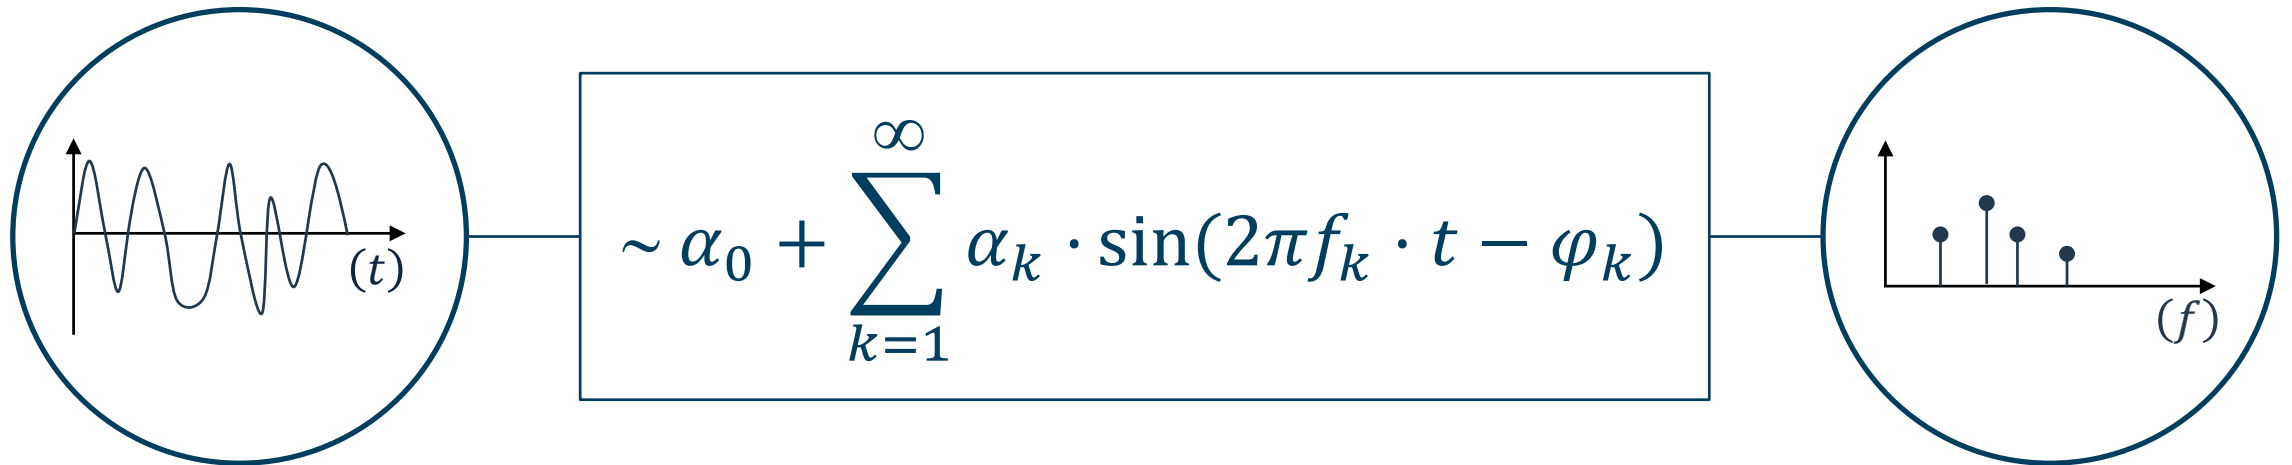 (t)
~ α₀ + ∑ₖ₌₁^∞ αₖ · sin(2πfₖ · t − φₖ)
(f)